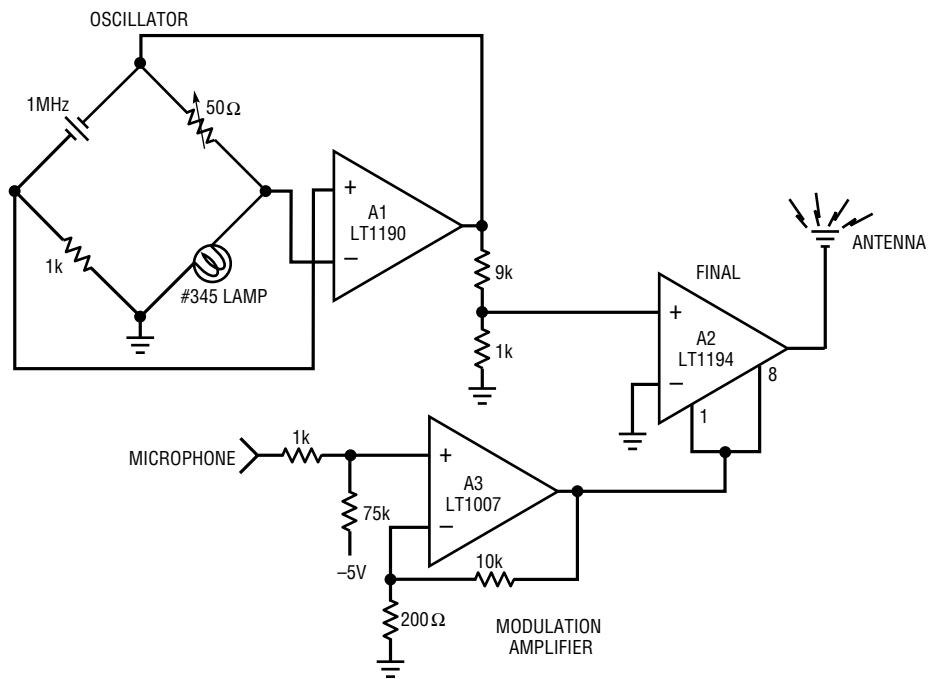 OSCILLATOR
1MHz
50Ω
1k
#345 LAMP
+
A1
LT1190
–
9k
1k
FINAL
+
A2
LT1194
–
8
1
ANTENNA
MICROPHONE
1k
75k
–5V
+
A3
LT1007
–
10k
200Ω
MODULATION
AMPLIFIER